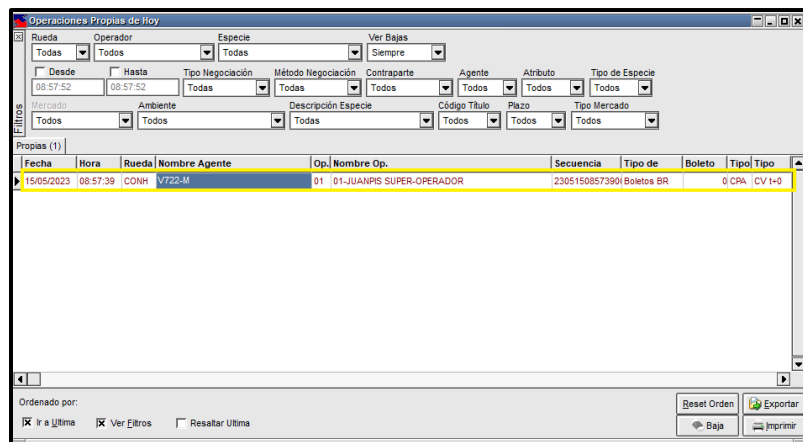 Operaciones Propias de Hoy
Rueda Operador Especie Ver Bajas
Todas Todos Todas Siempre
Desde Hasta Tipo Negociación Método Negociación Contraparte Agente Atributo Tipo de Especie
08:57:52 08:57:52 Todas Todas Todos Todos Todos Todos
Mercado Ambiente Descripción Especie Código Título Plazo Tipo Mercado
Todos Todos Todas Todos Todos Todos
Filtros
Propias (1)
Fecha Hora Rueda Nombre Agente Op. Nombre Op. Secuencia Tipo de Boleto Tipo Tipo
15/05/2023 08:57:39 CONH V722-M 01 01-JUANPIS SUPER-OPERADOR Boletos BR 0 CPA CV t+0
Ordenado por:
Reset Orden Exportar
Ir a Ultima Ver Filtros Resaltar Ultima
Baja Imprimir